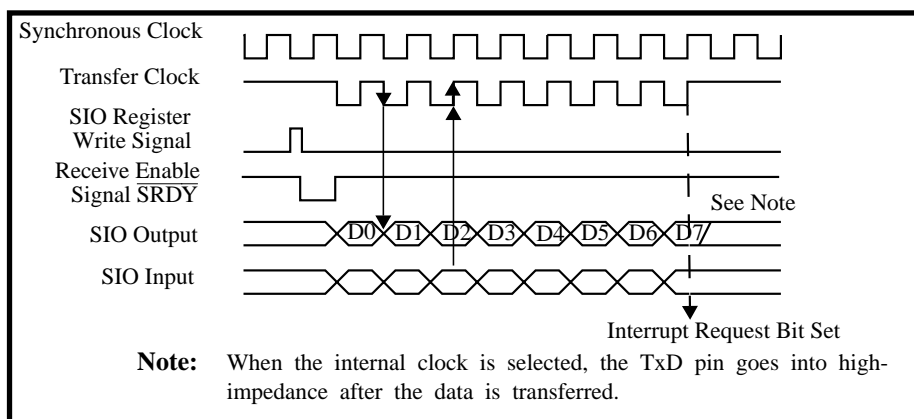 Synchronous Clock
Transfer Clock
SIO Register
Write Signal
Receive Enable
Signal SRDY
See Note
SIO Output
D0 D1 D2 D3 D4 D5 D6 D7
SIO Input
Interrupt Request Bit Set
Note: When the internal clock is selected, the TxD pin goes into high-
impedance after the data is transferred.